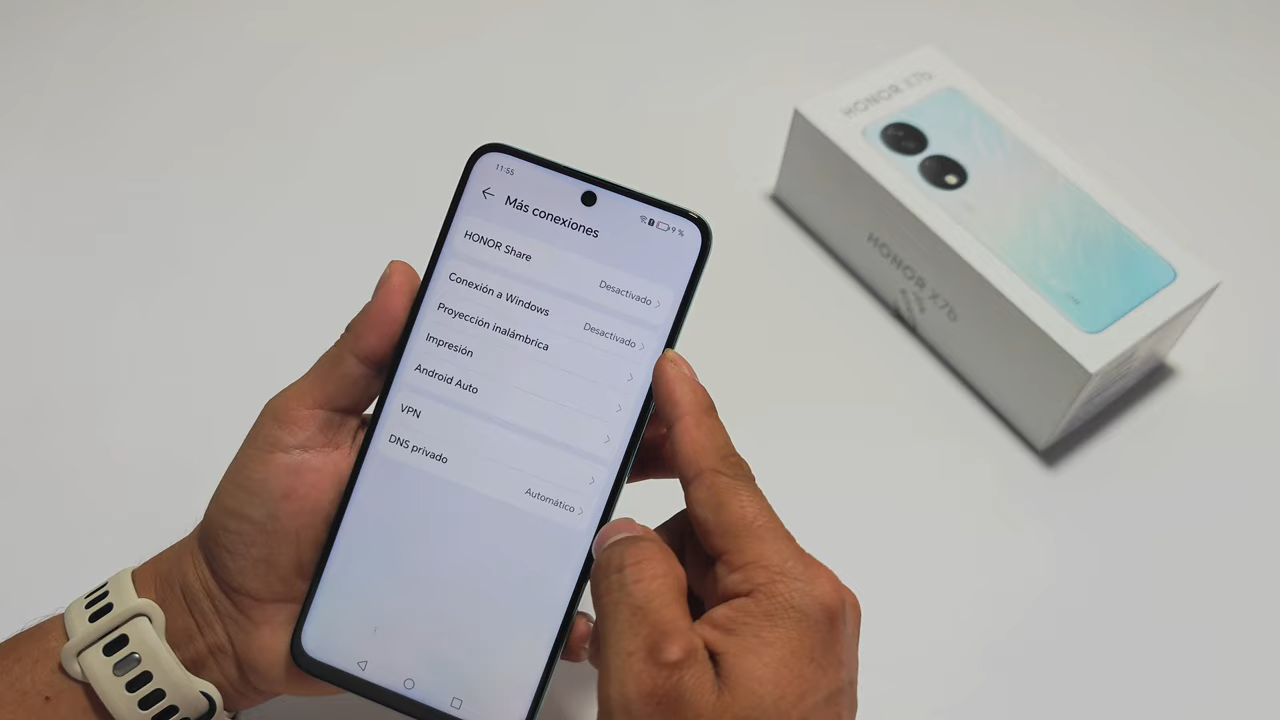 11:55
9 %
Más conexiones
HONOR Share
Desactivado
Conexión a Windows
Desactivado
Proyección inalámbrica
Impresión
Android Auto
VPN
DNS privado
Automático
HONOR X7b
HONOR X7b